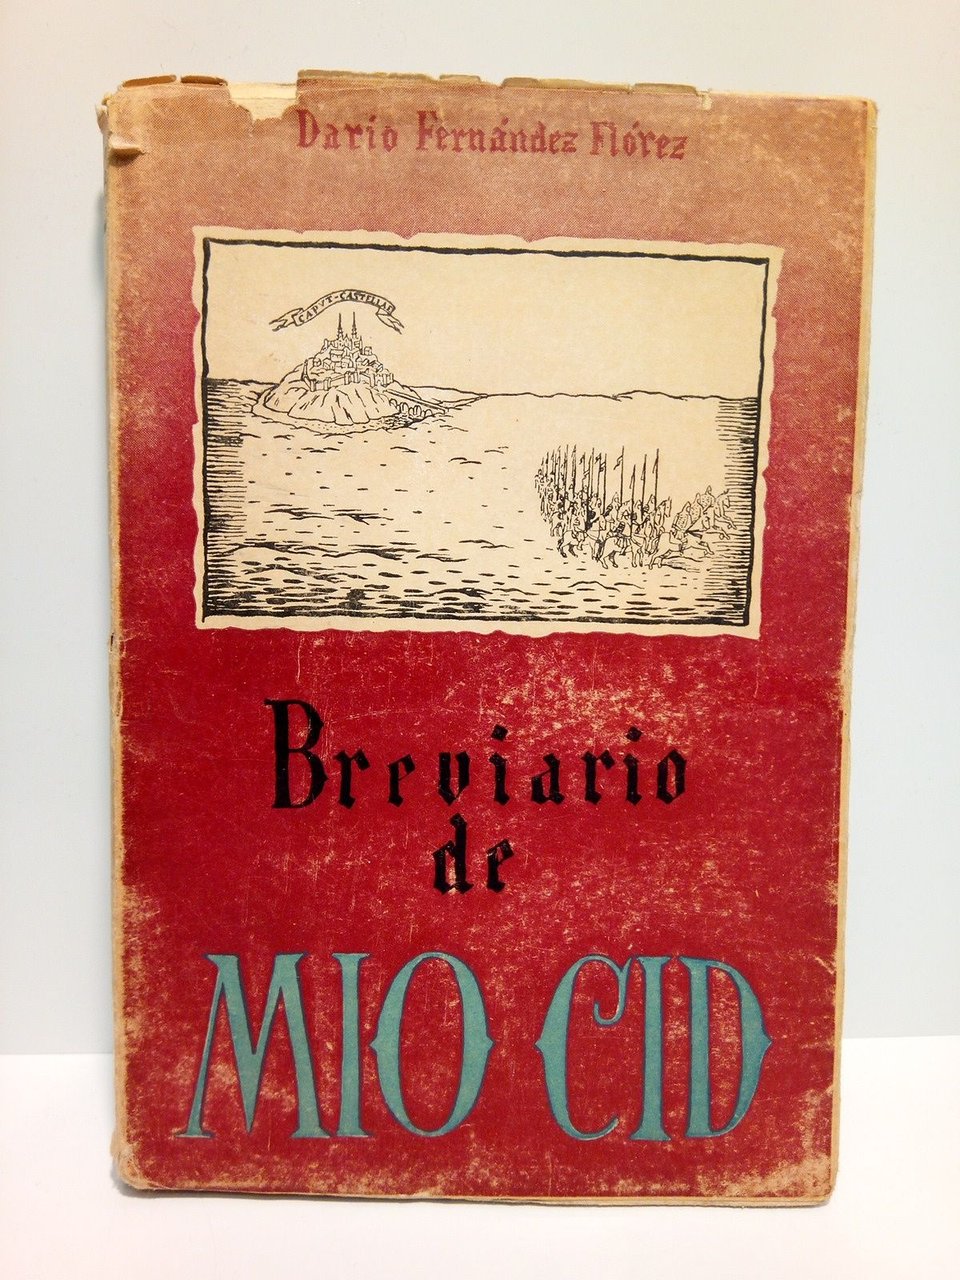 Darío Fernández Flórez
CAPVT-CASTELLAE
Breviario
de
MIO CID